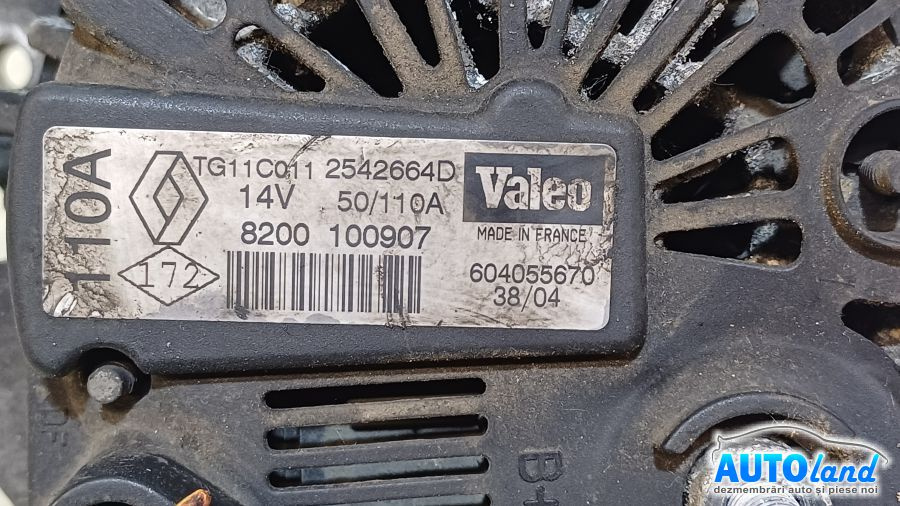 110A
TG11C011 2542664D
14V 50/110A
8200 100907
172
Valeo
MADE IN FRANCE
604055670
38/04
DF
B+
AUTOland
dezmembrări auto și piese noi